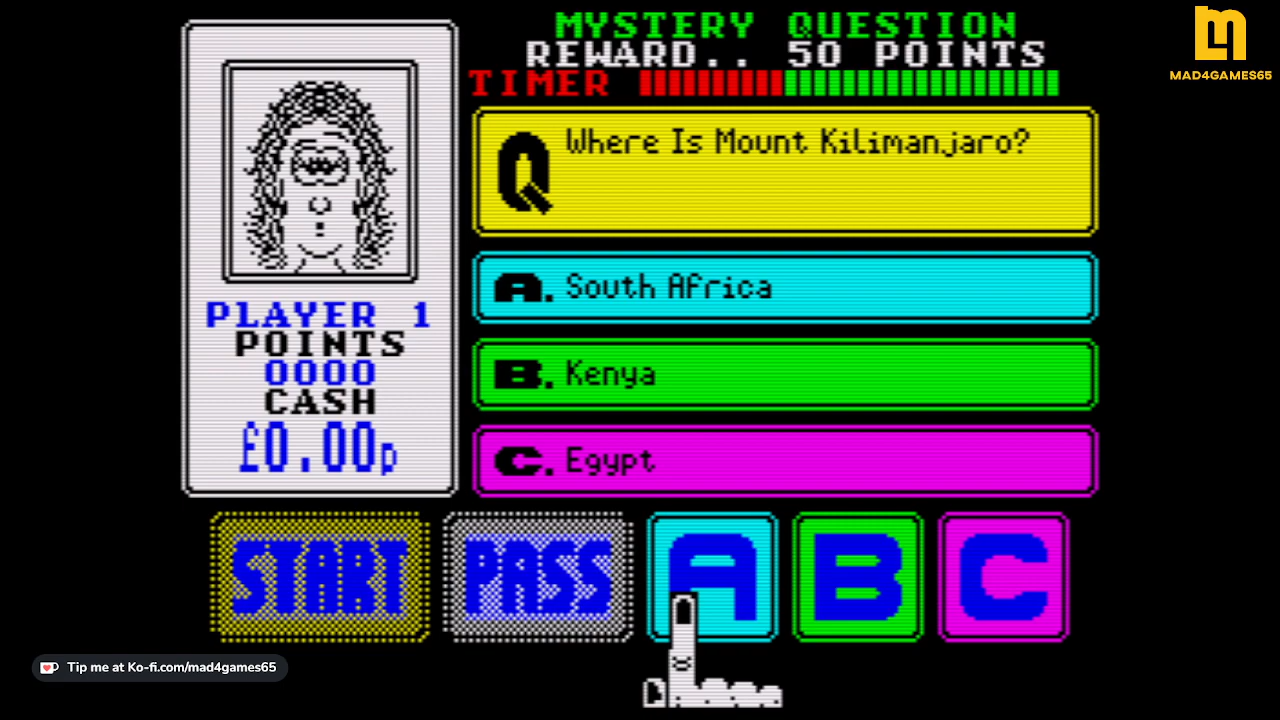 MYSTERY QUESTION
REWARD.. 50 POINTS
TIMER
MAD4GAMES65
Q Where Is Mount Kilimanjaro?
A. South Africa
B. Kenya
C. Egypt
PLAYER 1
POINTS
0000
CASH
£0.00p
START PASS A B C
Tip me at Ko-fi.com/mad4games65